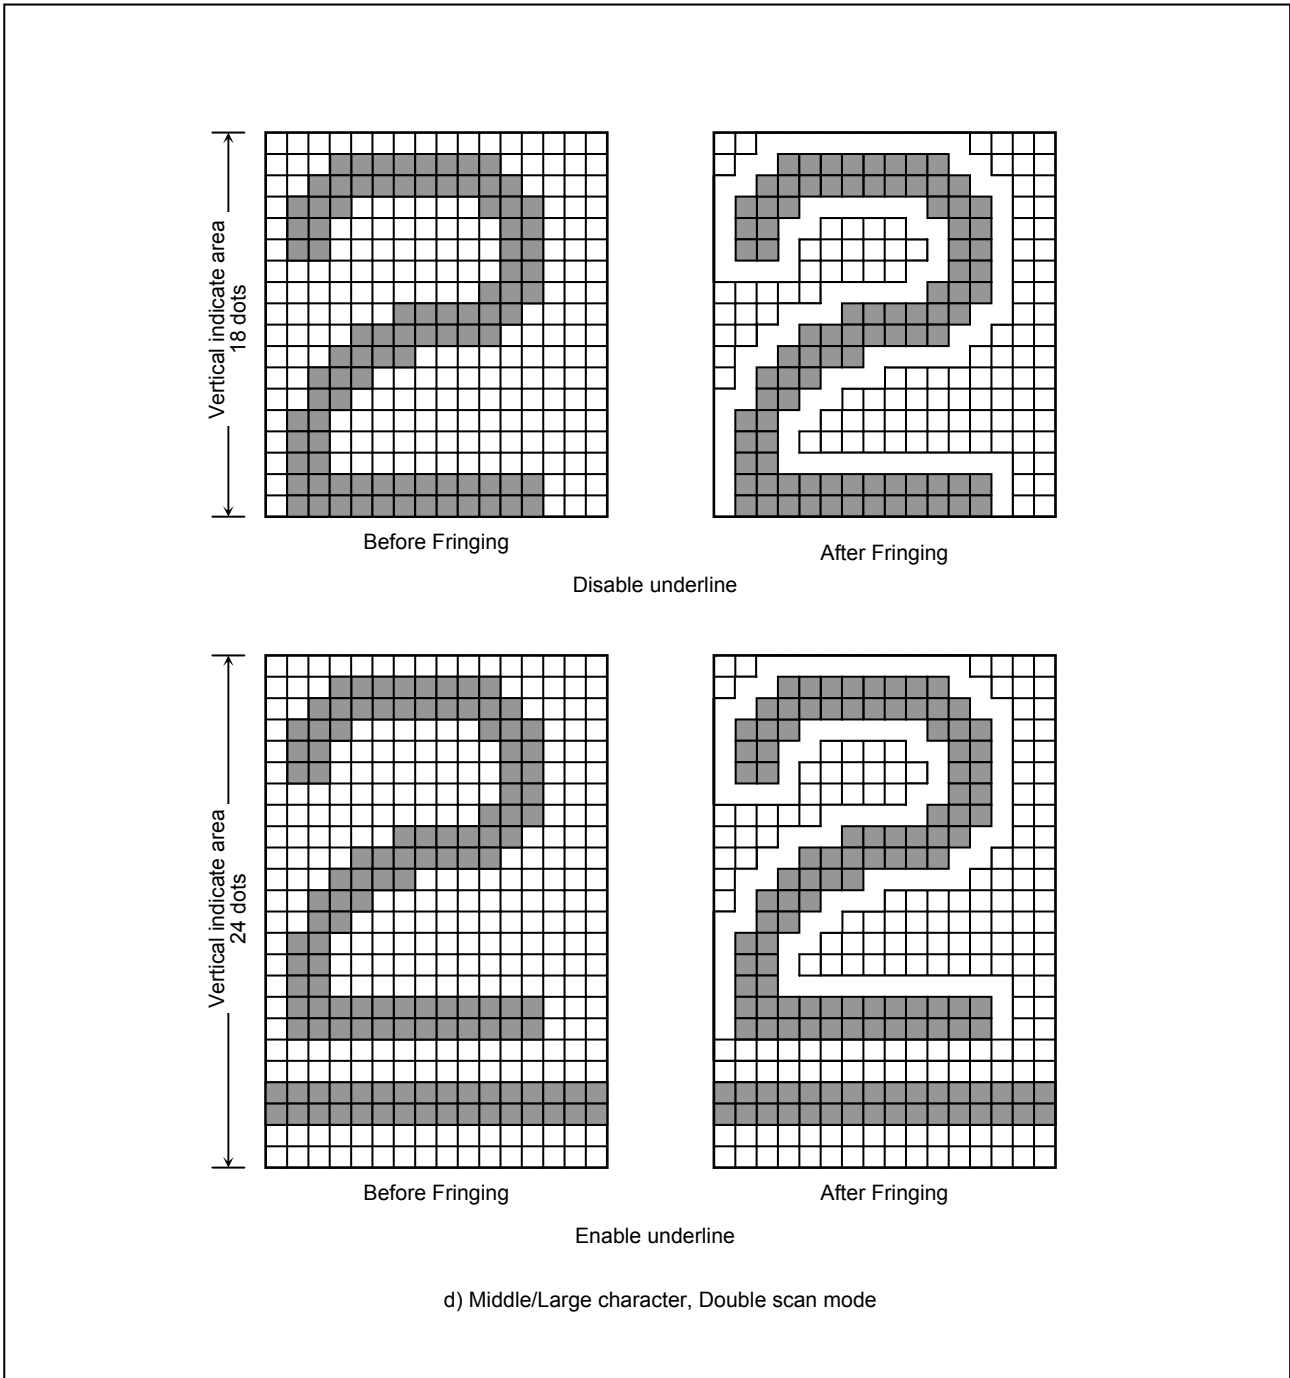 Vertical indicate area
18 dots
Before Fringing
After Fringing
Disable underline
Vertical indicate area
24 dots
Before Fringing
After Fringing
Enable underline
d) Middle/Large character, Double scan mode